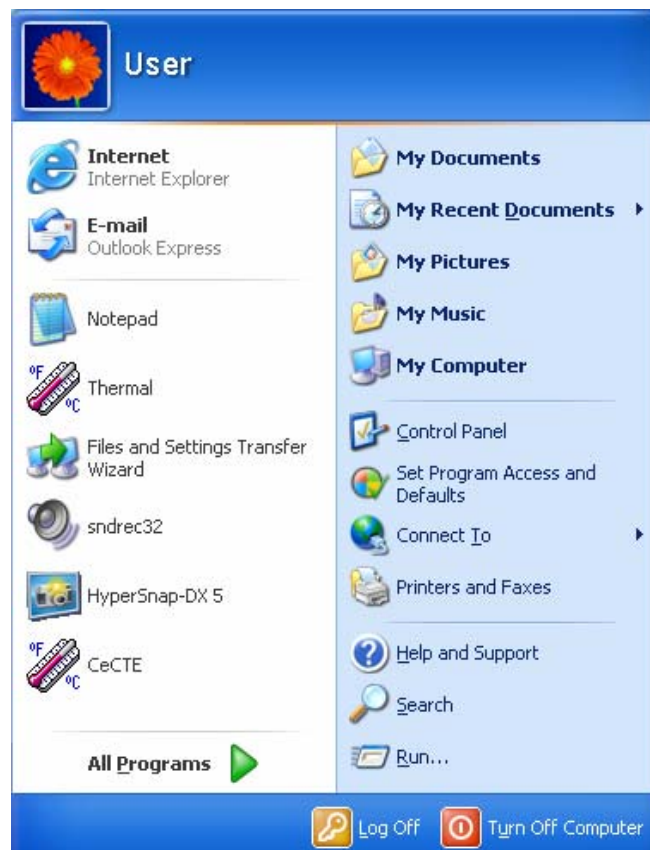 User
Internet
Internet Explorer
E-mail
Outlook Express
Notepad
°F
°C
Thermal
Files and Settings Transfer
Wizard
sndrec32
HyperSnap-DX 5
°F
°C
CeCTE
All Programs
My Documents
My Recent Documents
My Pictures
My Music
My Computer
Control Panel
Set Program Access and
Defaults
Connect To
Printers and Faxes
Help and Support
Search
Run...
Log Off
Turn Off Computer